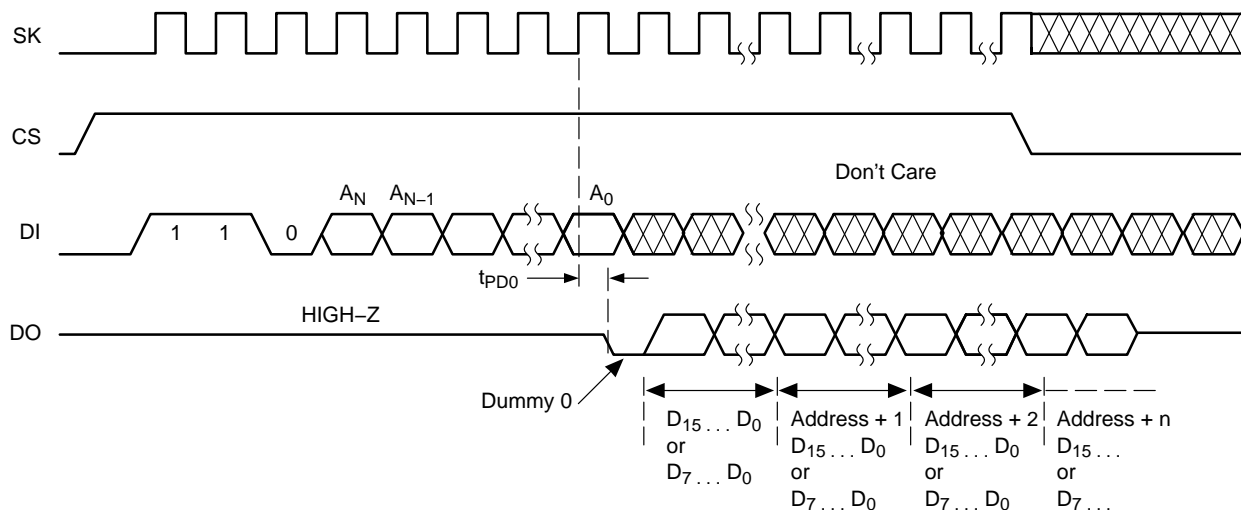 SK
CS
Don't Care
A_N A_N–1 A_0
DI
1 1 0
t_PD0
HIGH–Z
DO
Dummy 0
D_15 . . . D_0
or
D_7 . . . D_0
Address + 1
D_15 . . . D_0
or
D_7 . . . D_0
Address + 2
D_15 . . . D_0
or
D_7 . . . D_0
Address + n
D_15 . . .
or
D_7 . . .